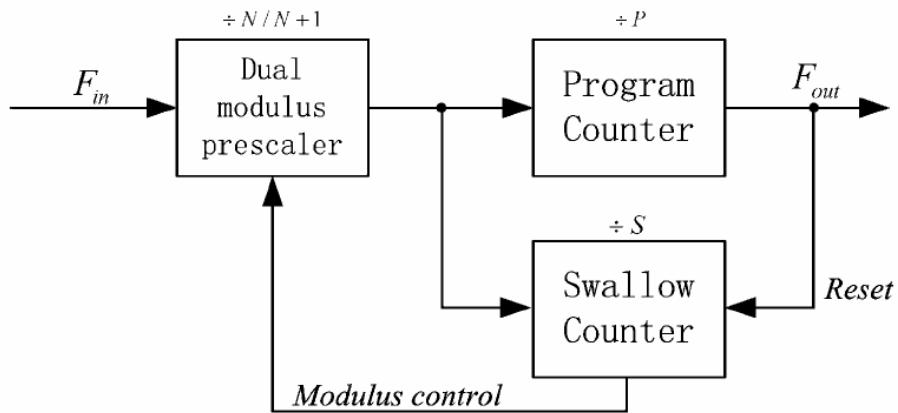 ÷ N / N + 1
÷ P
F_in
Dual
modulus
prescaler
Program
Counter
F_out
÷ S
Swallow
Counter
Reset
Modulus control